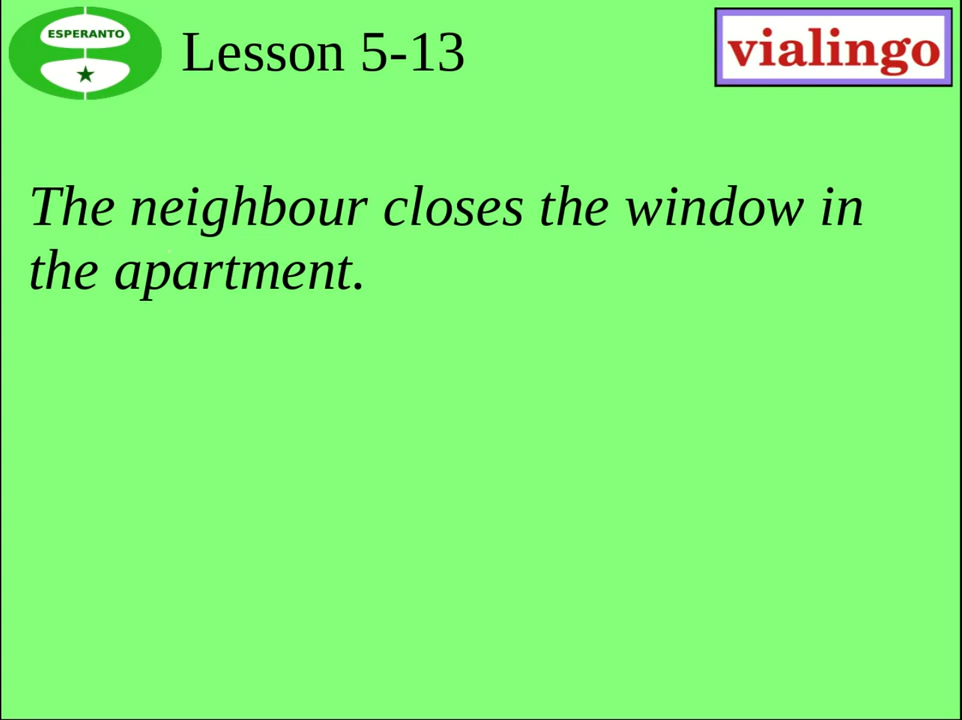 ESPERANTO
Lesson 5-13
vialingo
The neighbour closes the window in
the apartment.